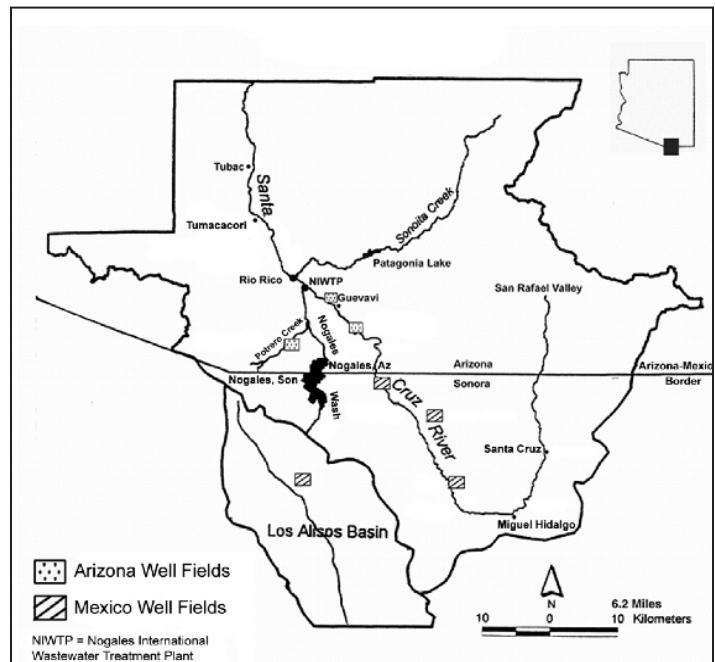 Tubac
Santa
Tumacacori
Sonoita Creek
Patagonia Lake
Rio Rico
NIWTP
San Rafael Valley
Guevavi
Potrero Creek
Nogales
Nogales, Az
Arizona
Arizona-Mexico
Nogales, Son
Sonora
Border
Wash
Cruz
River
Santa Cruz
Los Alisos Basin
Miguel Hidalgo
Arizona Well Fields
Mexico Well Fields
N
6.2 Miles
10 0 10 Kilometers
NIWTP = Nogales International
Wastewater Treatment Plant